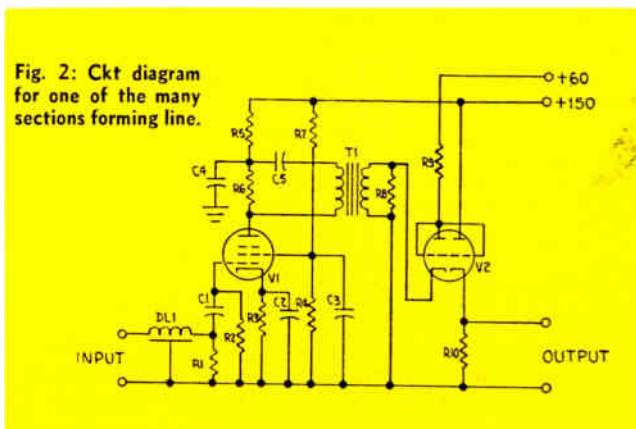 Fig. 2: Ckt diagram
for one of the many
sections forming line.
+60
+150
R5
R7
R9
T1
C4
C5
R6
R8
V1
V2
C1
C2
R4
C3
DL1
R2
R3
R1
R10
INPUT
OUTPUT